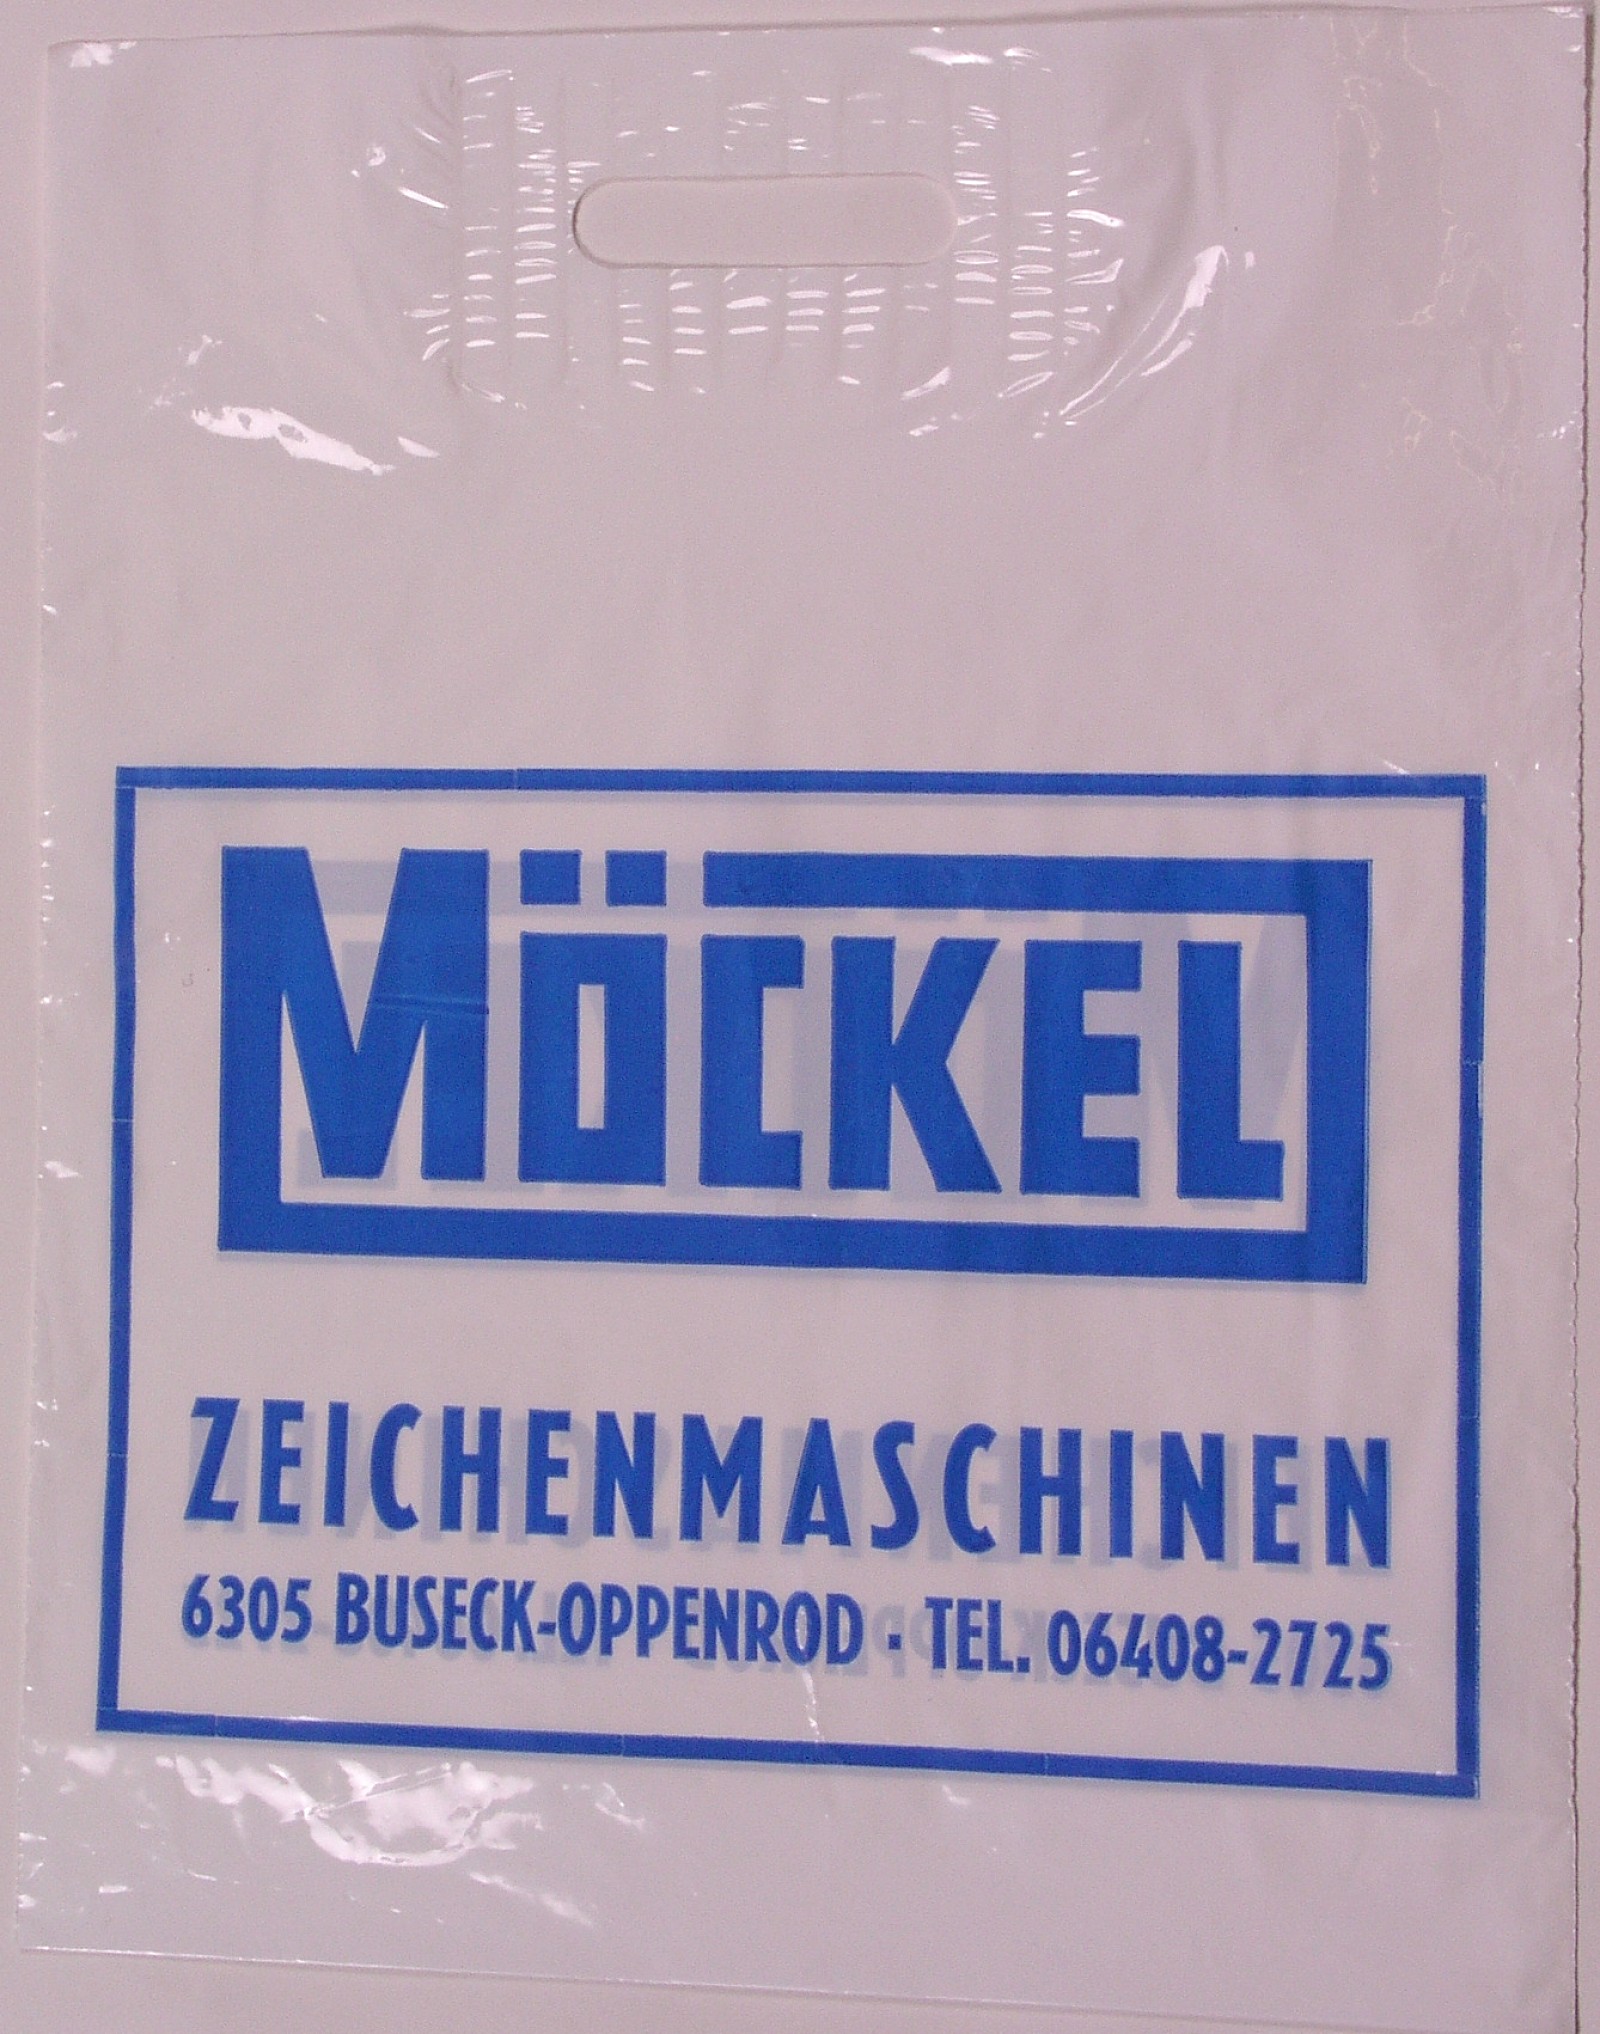 MÖCKEL
ZEICHENMASCHINEN
6305 BUSECK-OPPENROD · TEL. 06408-2725